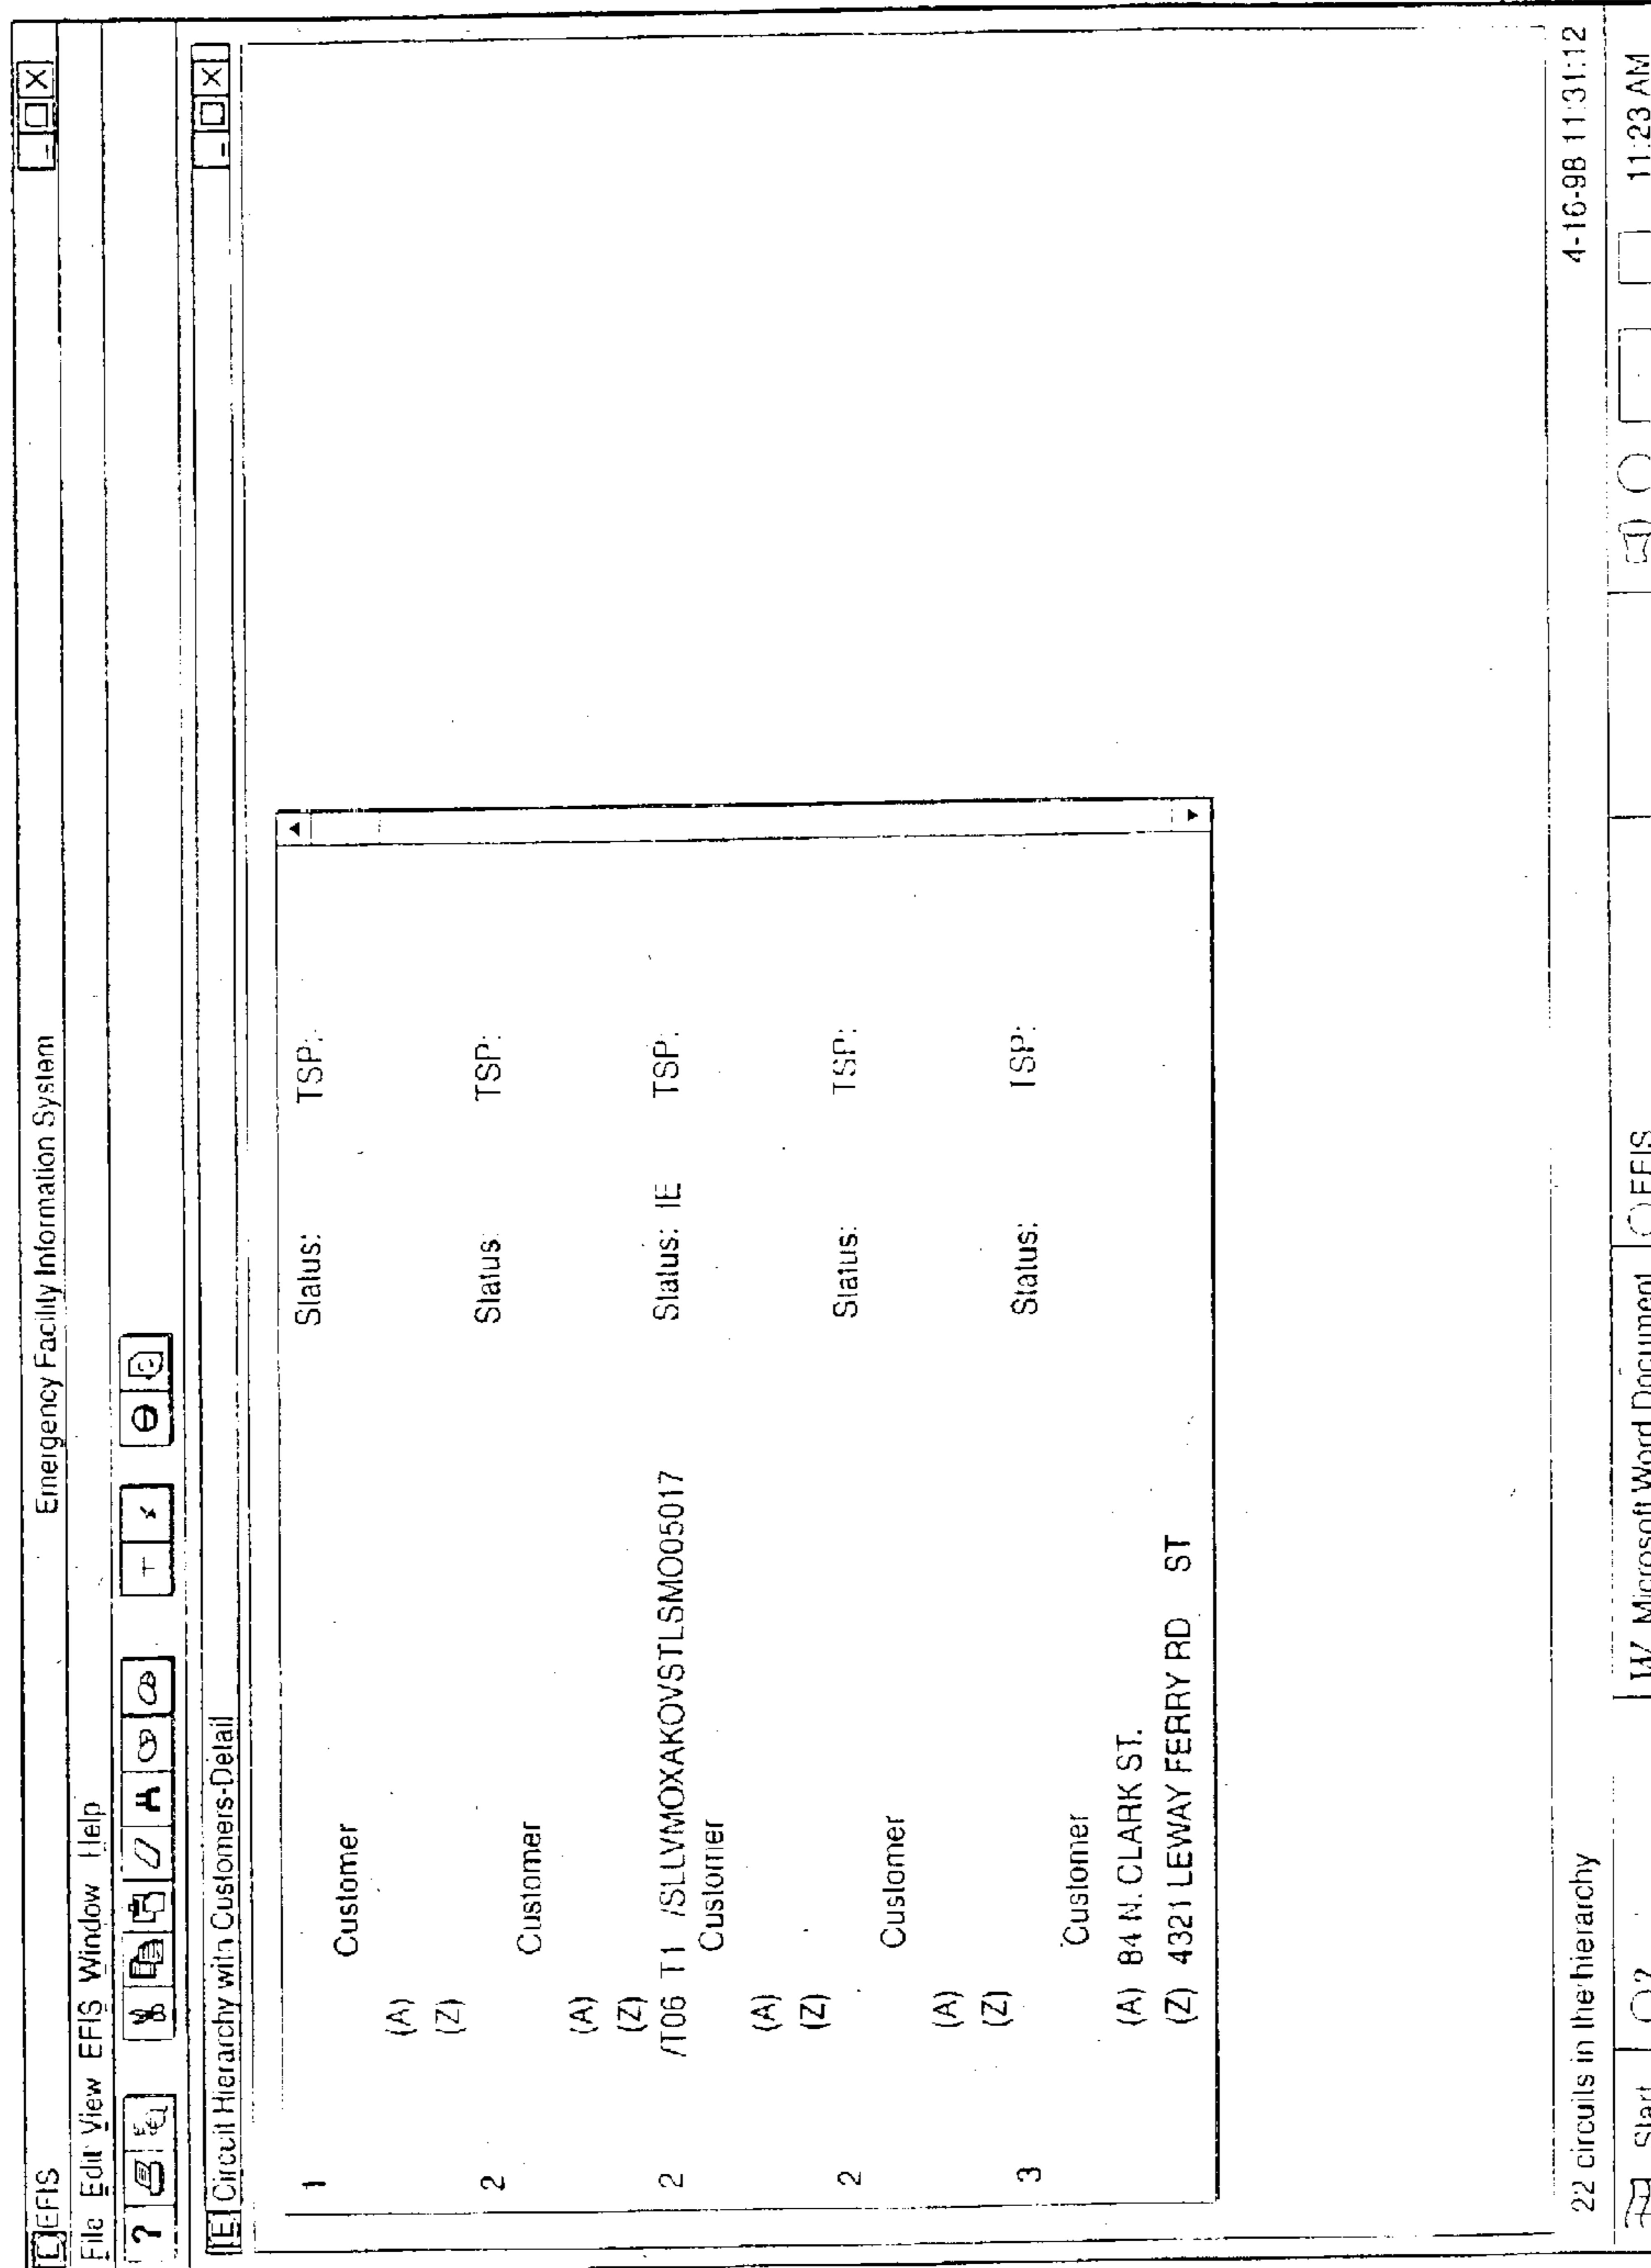 EFIS Emergency Facility Information System
File Edit View EFIS Window Help
?
Circuit Hierarchy with Customers-Detail
1 Status: TSP:
Customer
(A)
(Z)
2 Status: TSP:
Customer
(A)
(Z)
2 /T06 T1 /SLLVMOXAKOVSTLSMO05017 Status: IE TSP:
Customer
(A)
(Z)
2 Status: TSP:
Customer
(A)
(Z)
3 Status: TSP:
Customer
(A) 84 N. CLARK ST.
(Z) 4321 LEWAY FERRY RD ST
22 circuits in the hierarchy 4-16-98 11:31:12
Start ? W Microsoft Word Document EFIS 11:23 AM